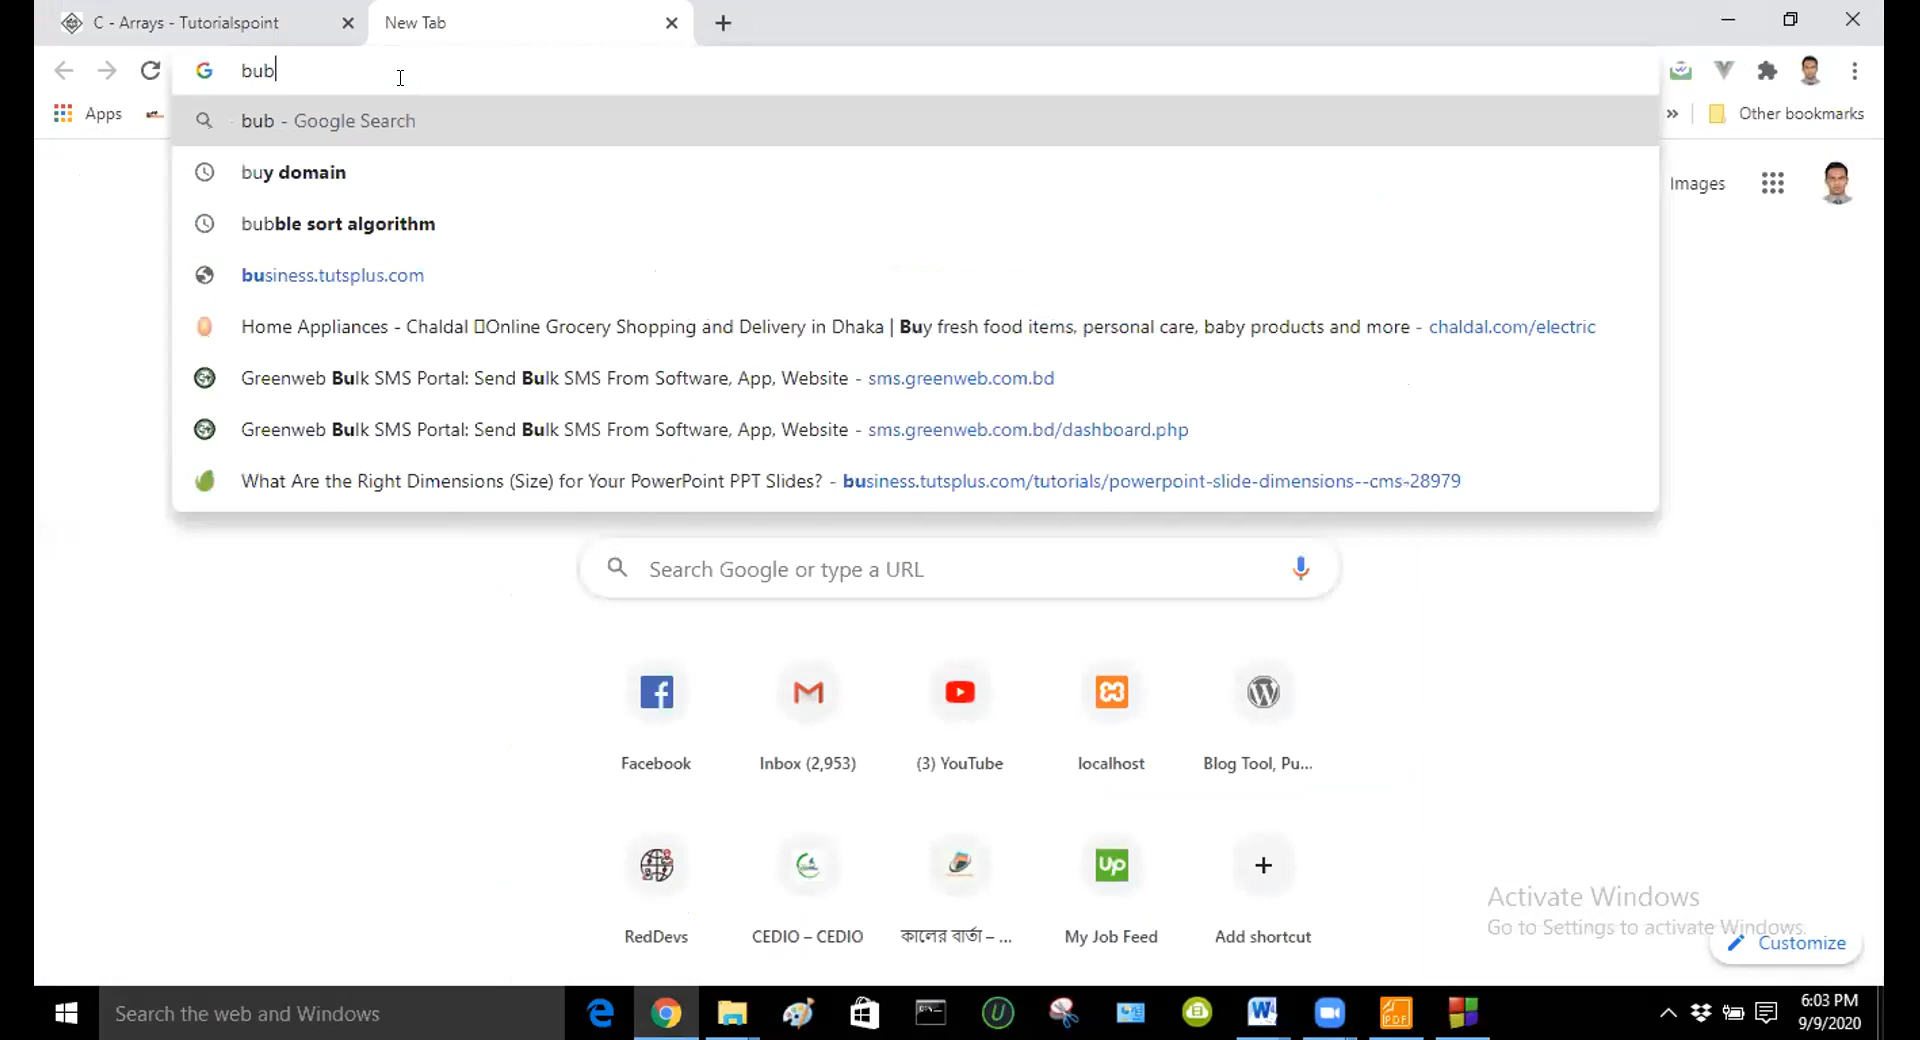 C - Arrays - Tutorialspoint
New Tab
bub
Apps
Other bookmarks
bub - Google Search
buy domain
bubble sort algorithm
business.tutsplus.com
Home Appliances - Chaldal Online Grocery Shopping and Delivery in Dhaka | Buy fresh food items, personal care, baby products and more - chaldal.com/electric
Greenweb Bulk SMS Portal: Send Bulk SMS From Software, App, Website - sms.greenweb.com.bd
Greenweb Bulk SMS Portal: Send Bulk SMS From Software, App, Website - sms.greenweb.com.bd/dashboard.php
What Are the Right Dimensions (Size) for Your PowerPoint PPT Slides? - business.tutsplus.com/tutorials/powerpoint-slide-dimensions--cms-28979
Images
Search Google or type a URL
Facebook
Inbox (2,953)
(3) YouTube
localhost
Blog Tool, Pu...
Up
RedDevs
CEDIO – CEDIO
কালের বার্তা – ...
My Job Feed
Add shortcut
Activate Windows
Go to Settings to activate Windows.
Customize
Search the web and Windows
PDF
6:03 PM
9/9/2020